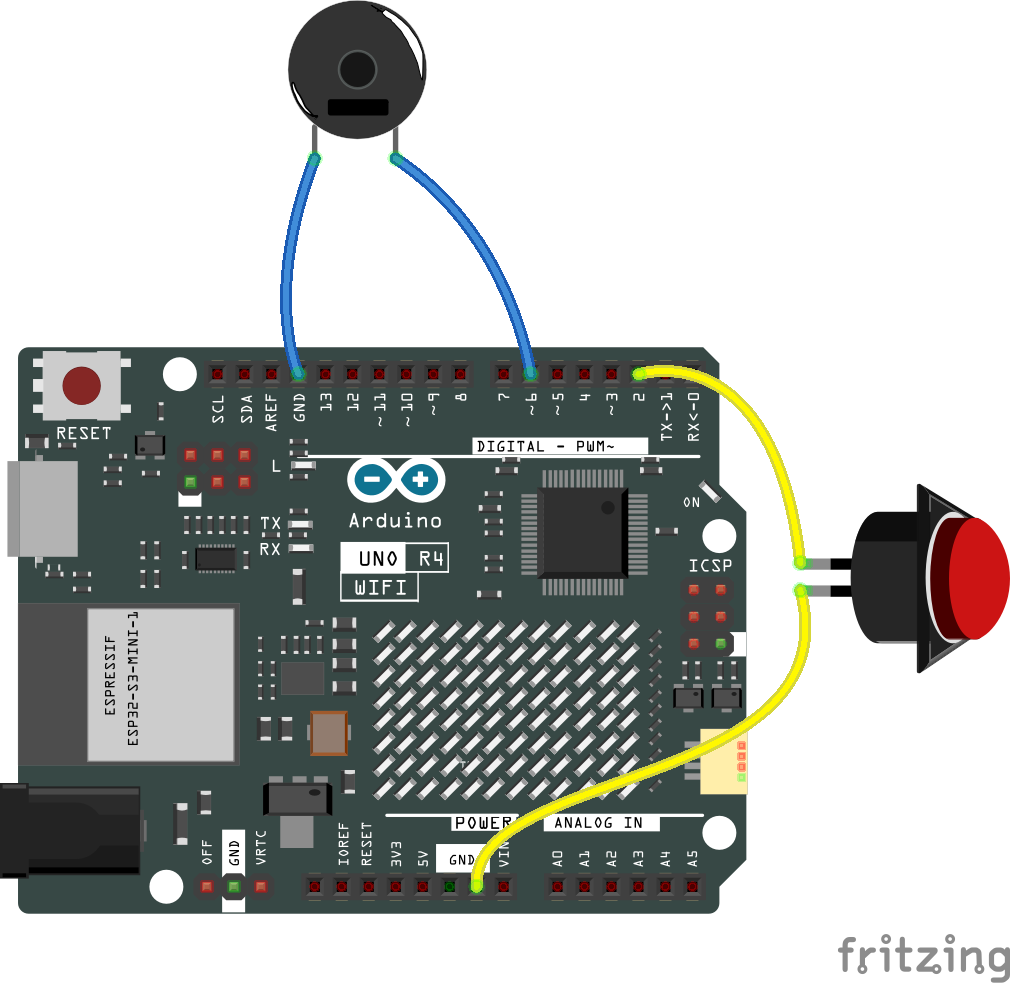 RESET
SCL
SDA
AREF
GND
13
12
~11
~10
~9
8
7
~6
~5
4
~3
2
TX->1
RX<-0
DIGITAL - PWM~
L
TX
RX
Arduino
UNO R4
WIFI
ON
ICSP
ESPRESSIF
ESP32-S3-MINI-1
OFF
GND
VRTC
POWER
ANALOG IN
IOREF
RESET
3V3
5V
GND
VIN
A0
A1
A2
A3
A4
A5
fritzing